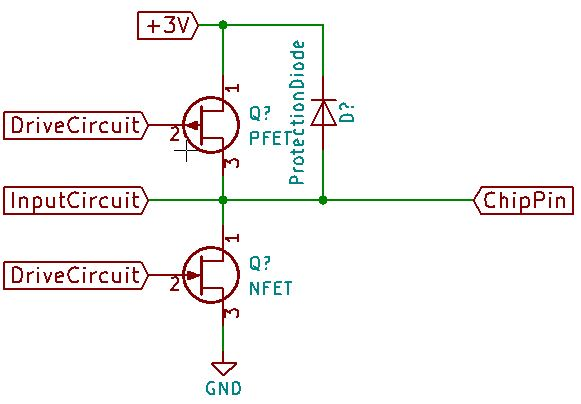 +3V
1
ProtectionDiode
D?
Q?
DriveCircuit
2
PFET
3
InputCircuit
ChipPin
1
Q?
DriveCircuit
2
NFET
3
GND